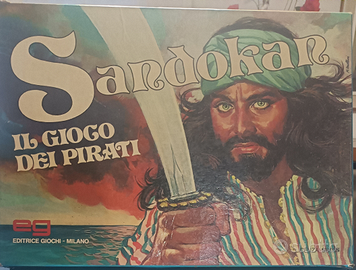 Sandokan
IL GIOCO
DEI PIRATI
eg
EDITRICE GIOCHI - MILANO